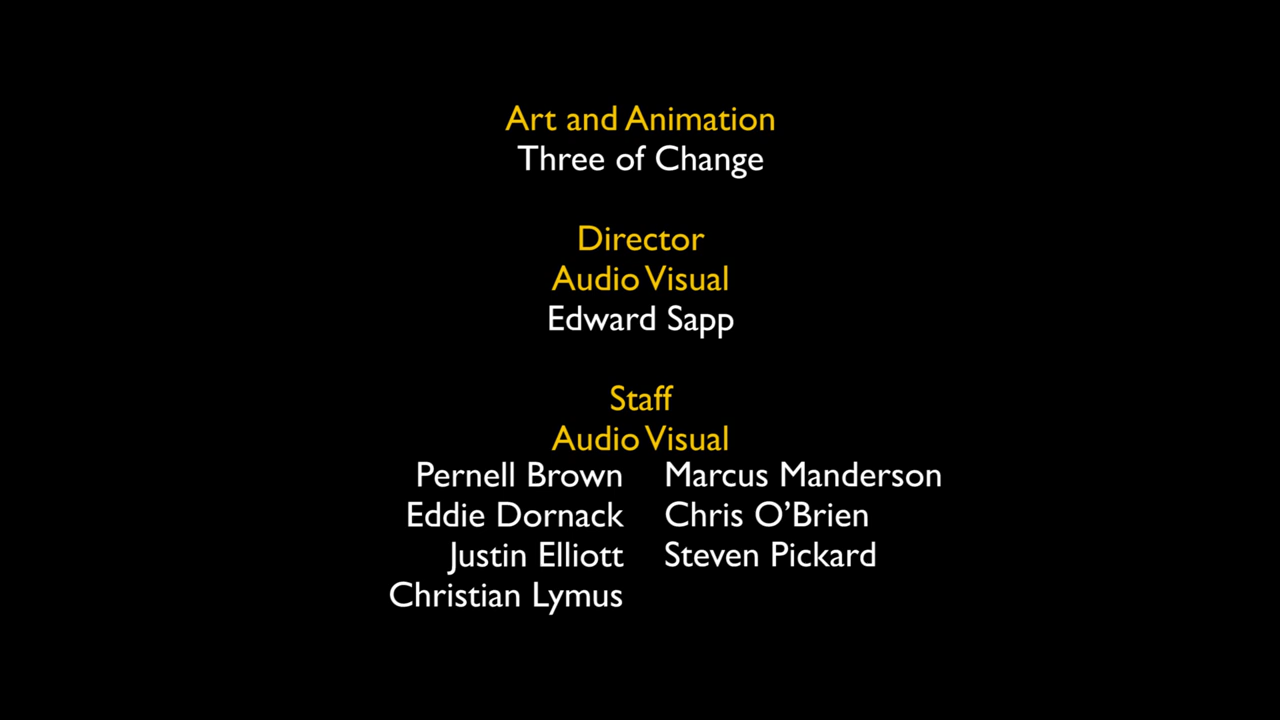 Art and Animation
Three of Change
Director
Audio Visual
Edward Sapp
Staff
Audio Visual
Pernell Brown Marcus Manderson
Eddie Dornack Chris O’Brien
Justin Elliott Steven Pickard
Christian Lymus